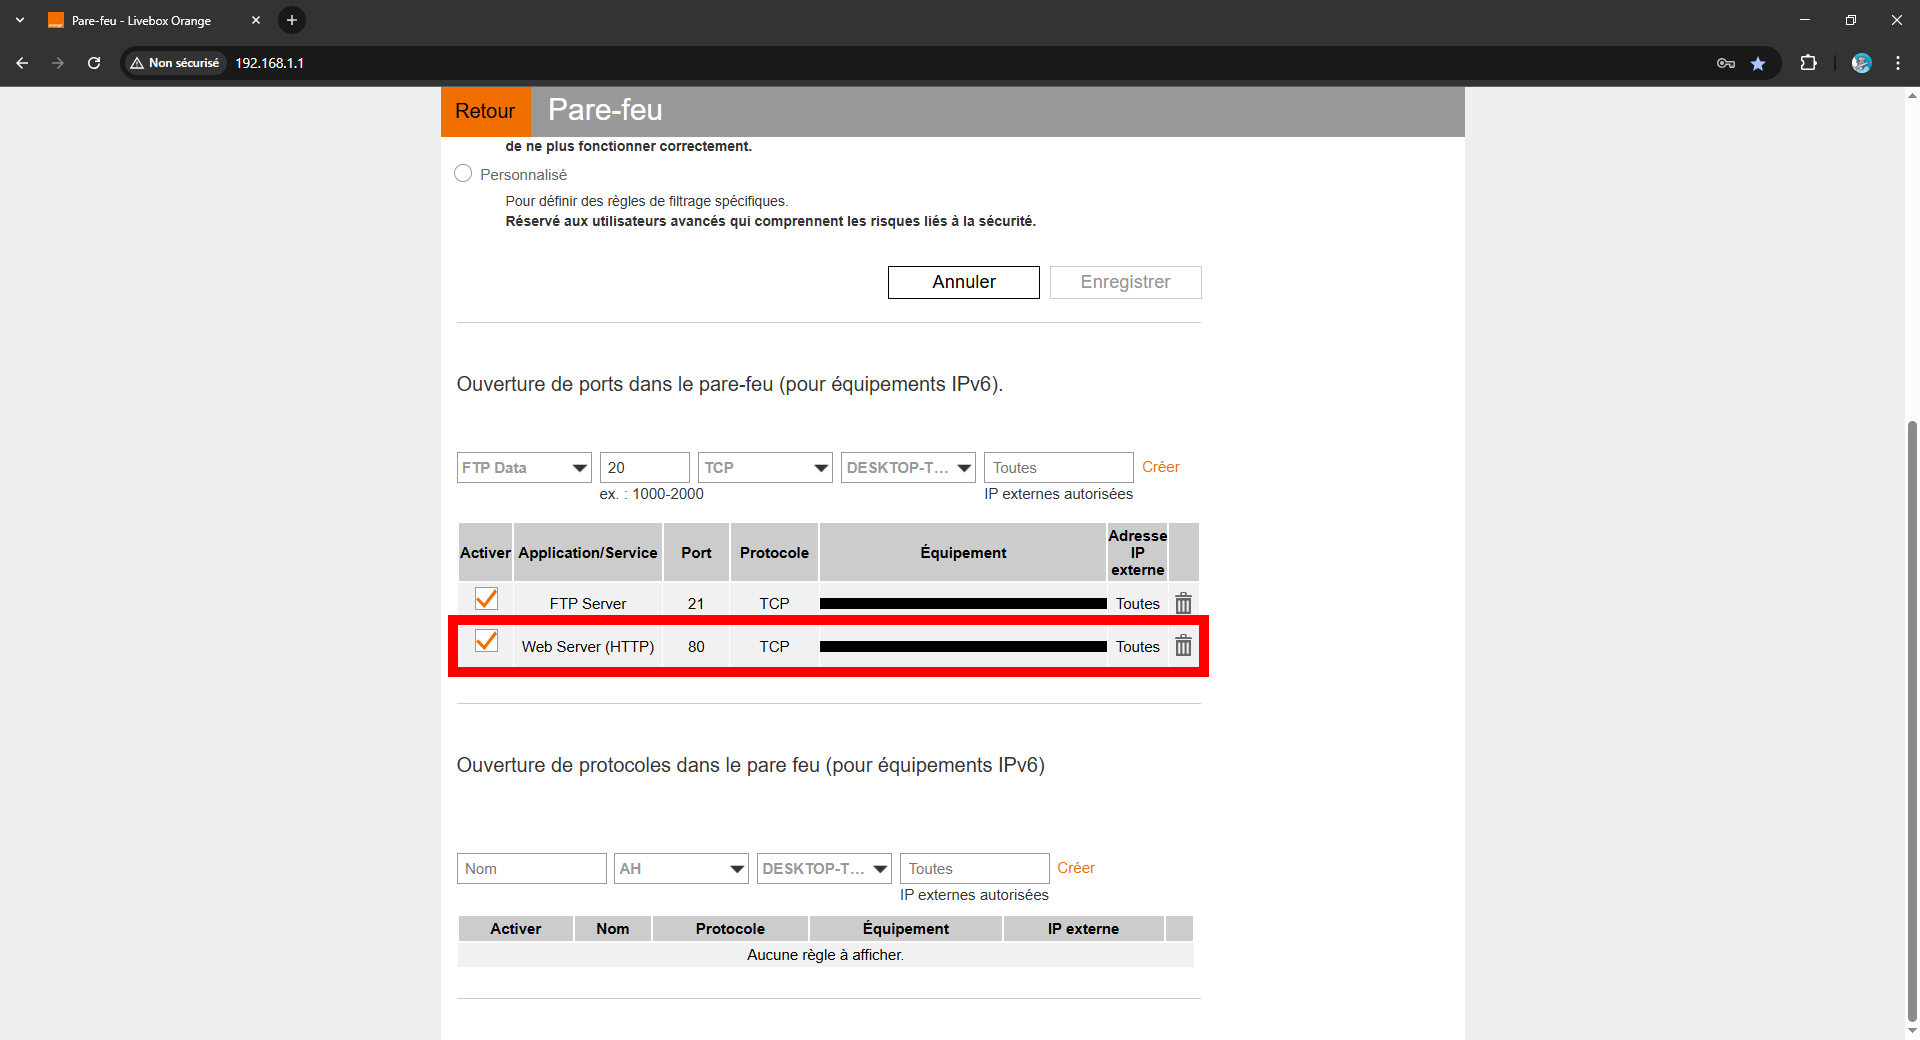 Pare-feu - Livebox Orange
Non sécurisé 192.168.1.1
Retour Pare-feu
de ne plus fonctionner correctement.
Personnalisé
Pour définir des règles de filtrage spécifiques.
Réservé aux utilisateurs avancés qui comprennent les risques liés à la sécurité.
Annuler Enregistrer
Ouverture de ports dans le pare-feu (pour équipements IPv6).
FTP Data 20 TCP DESKTOP-T... Toutes Créer
ex. : 1000-2000 IP externes autorisées
Activer Application/Service Port Protocole Équipement Adresse IP externe
FTP Server 21 TCP Toutes
Web Server (HTTP) 80 TCP Toutes
Ouverture de protocoles dans le pare feu (pour équipements IPv6)
Nom AH DESKTOP-T... Toutes Créer
IP externes autorisées
Activer Nom Protocole Équipement IP externe
Aucune règle à afficher.